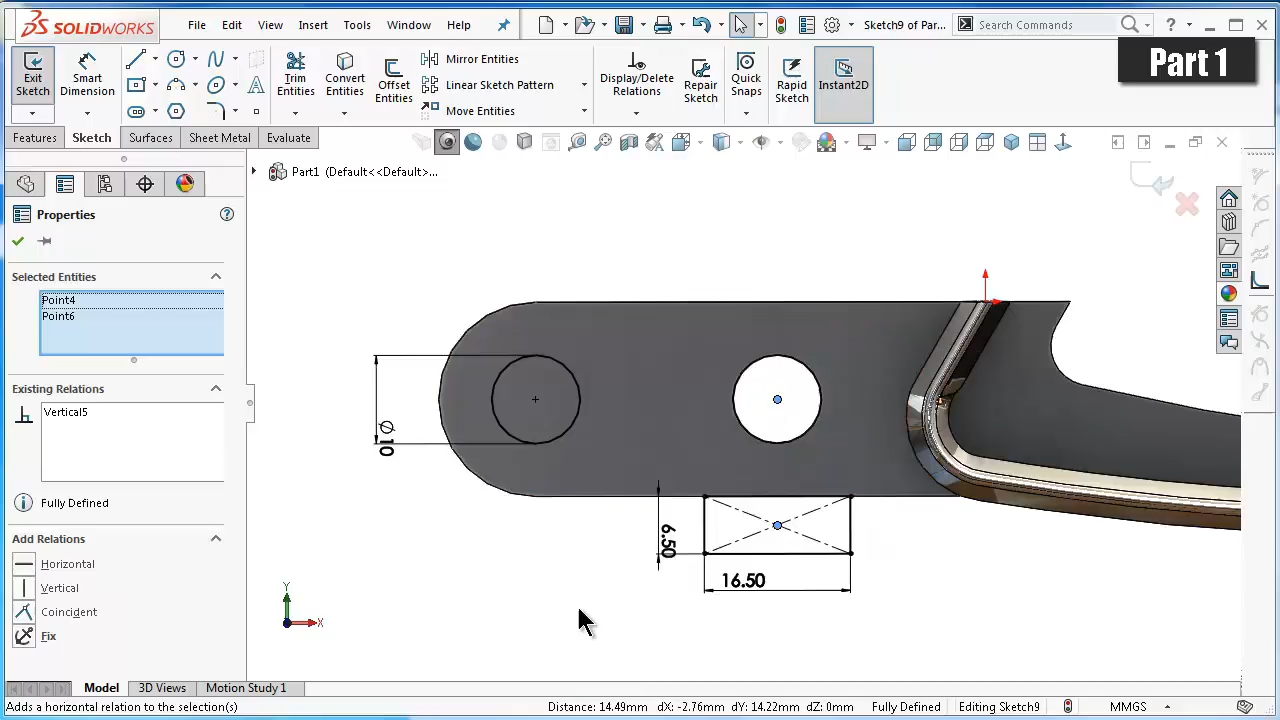 SOLIDWORKS File Edit View Insert Tools Window Help Sketch9 of Par... Search Commands ?
Part 1
Exit Sketch Smart Dimension Trim Entities Convert Entities Offset Entities Mirror Entities Linear Sketch Pattern Move Entities Display/Delete Relations Repair Sketch Quick Snaps Rapid Sketch Instant2D
Features Sketch Surfaces Sheet Metal Evaluate
Part1 (Default<<Default>...
Properties
Selected Entities
Point4
Point6
Existing Relations
Vertical5
Fully Defined
Add Relations
Horizontal
Vertical
Coincident
Fix
⌀10
6.50
16.50
Y
X
Model 3D Views Motion Study 1
Adds a horizontal relation to the selection(s) Distance: 14.49mm dX: -2.76mm dY: 14.22mm dZ: 0mm Fully Defined Editing Sketch9 MMGS